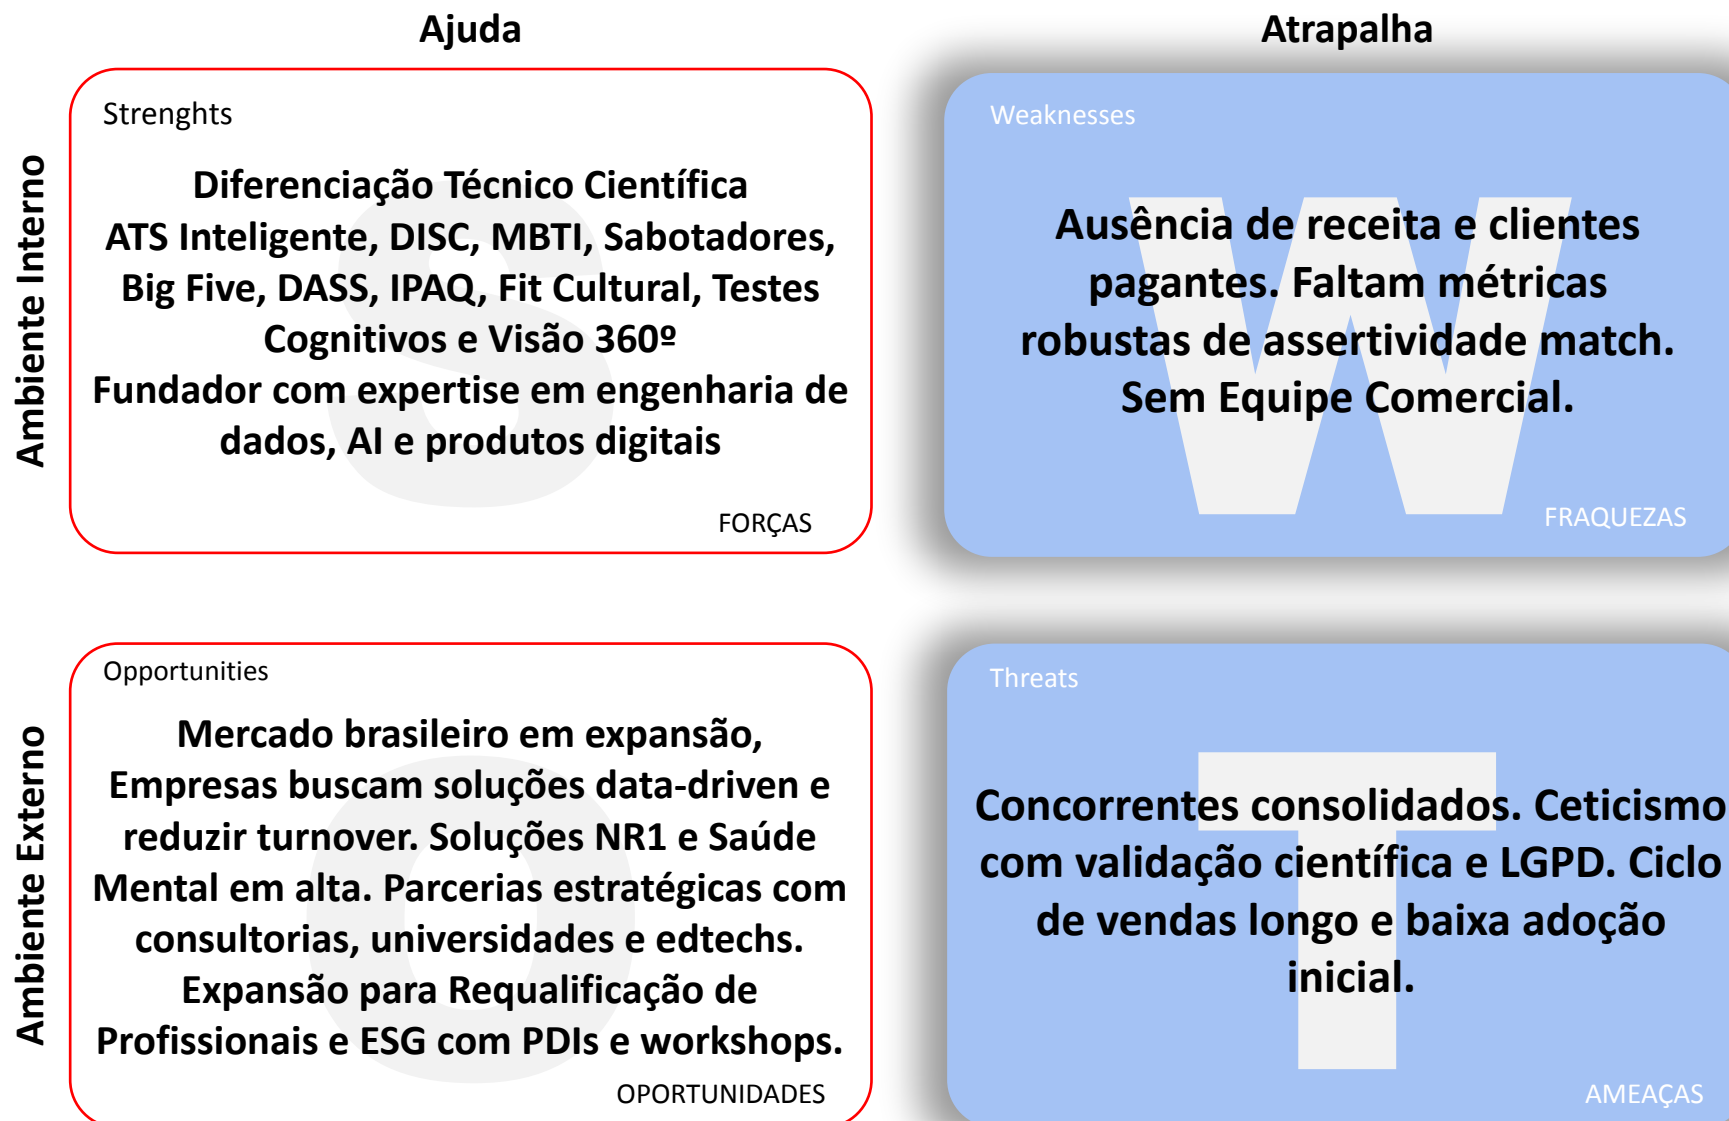 Ajuda
Atrapalha
Ambiente Interno
Strenghts
Diferenciação Técnico Científica
ATS Inteligente, DISC, MBTI, Sabotadores,
Big Five, DASS, IPAQ, Fit Cultural, Testes
Cognitivos e Visão 360º
Fundador com expertise em engenharia de
dados, AI e produtos digitais
FORÇAS
S
Weaknesses
Ausência de receita e clientes
pagantes. Faltam métricas
robustas de assertividade match.
Sem Equipe Comercial.
FRAQUEZAS
W
Ambiente Externo
Opportunities
Mercado brasileiro em expansão,
Empresas buscam soluções data-driven e
reduzir turnover. Soluções NR1 e Saúde
Mental em alta. Parcerias estratégicas com
consultorias, universidades e edtechs.
Expansão para Requalificação de
Profissionais e ESG com PDIs e workshops.
OPORTUNIDADES
O
Threats
Concorrentes consolidados. Ceticismo
com validação científica e LGPD. Ciclo
de vendas longo e baixa adoção
inicial.
AMEAÇAS
T